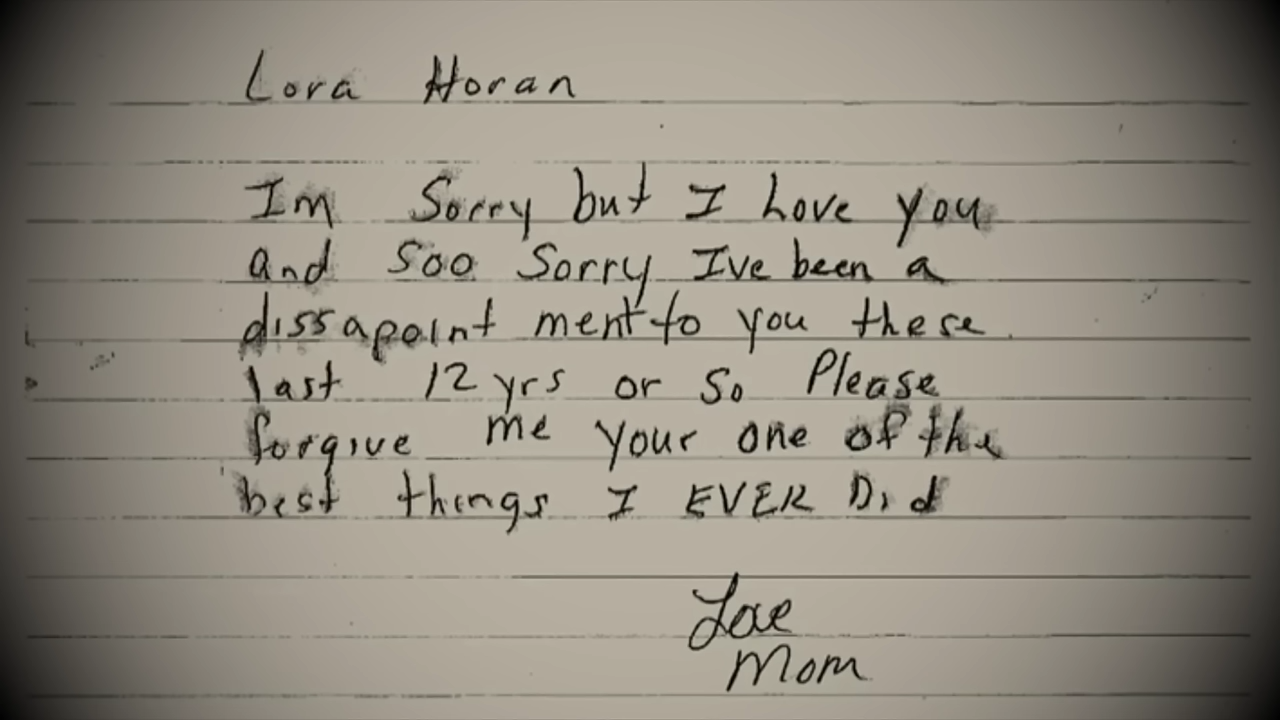 Lora Horan
Im Sorry but I Love you
and soo Sorry Ive been a
dissapoint ment to you these
last 12 yrs or so Please
forgive me your one of the
best things I EVER Did
Love
Mom